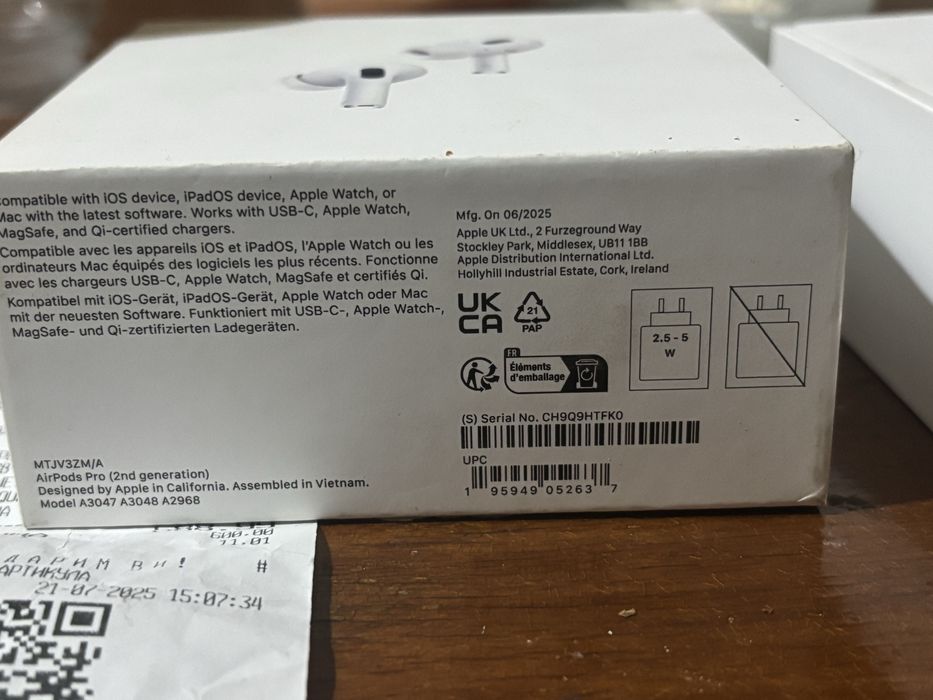 ompatible with iOS device, iPadOS device, Apple Watch, or
Mac with the latest software. Works with USB-C, Apple Watch,
MagSafe, and Qi-certified chargers.
Compatible avec les appareils iOS et iPadOS, l'Apple Watch ou les
ordinateurs Mac équipés des logiciels les plus récents. Fonctionne
avec les chargeurs USB-C, Apple Watch, MagSafe et certifiés Qi.
Kompatibel mit iOS-Gerät, iPadOS-Gerät, Apple Watch oder Mac
mit der neuesten Software. Funktioniert mit USB-C-, Apple Watch-,
MagSafe- und Qi-zertifizierten Ladegeräten.
MTJV3ZM/A
AirPods Pro (2nd generation)
Designed by Apple in California. Assembled in Vietnam.
Model A3047 A3048 A2968
Mfg. On 06/2025
Apple UK Ltd., 2 Furzeground Way
Stockley Park, Middlesex, UB11 1BB
Apple Distribution International Ltd.
Hollyhill Industrial Estate, Cork, Ireland
UK
CA
21
PAP
2.5 - 5
W
FR
Éléments
d'emballage
(S) Serial No. CH9Q9HTFK0
UPC
1 95949 05263 7
600.00
11.01
ДАРИМ ВИ!
#
АРТИКУЛА
21-07-2025 15:07:34